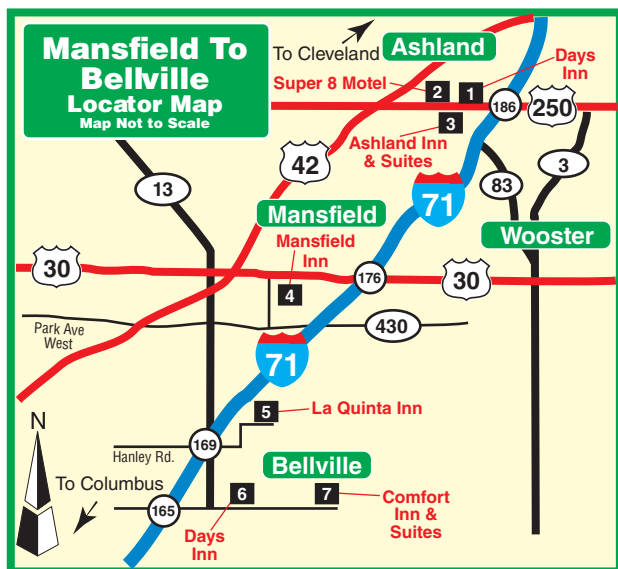 Mansfield To
Bellville
Locator Map
Map Not to Scale
To Cleveland
Ashland
Days
Inn
Super 8 Motel
2
1
186
250
3
Ashland Inn
& Suites
42
13
71
83
3
Mansfield
Wooster
Mansfield
Inn
30
176
30
4
Park Ave
West
430
71
5
La Quinta Inn
N
169
Hanley Rd.
Bellville
To Columbus
6
7
165
Days
Inn
Comfort
Inn &
Suites